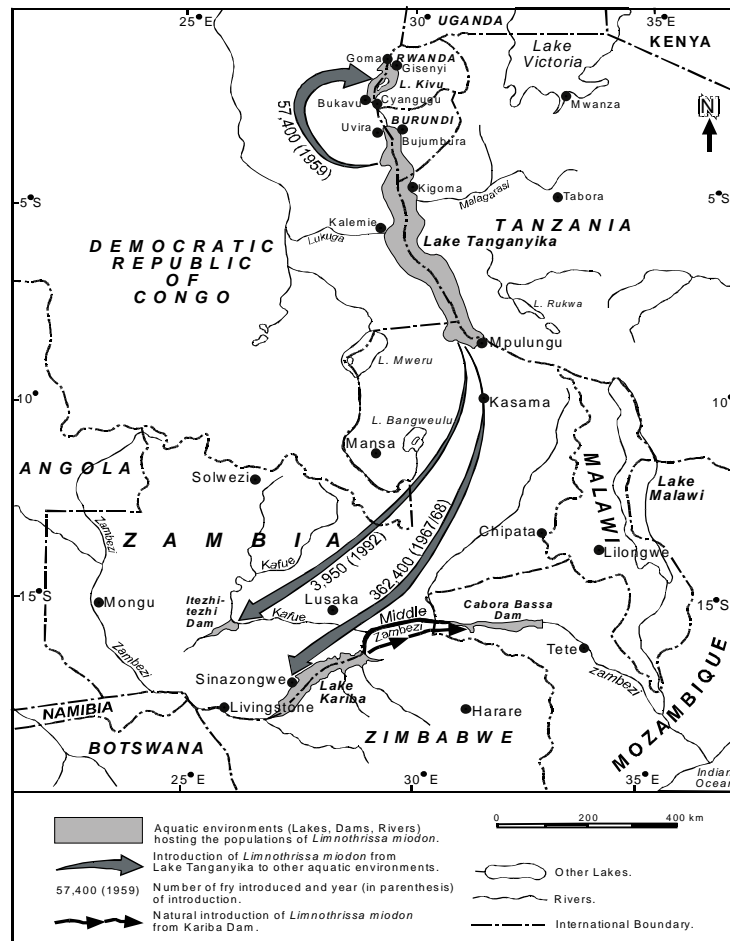 25° E
30°
35° E
UGANDA
KENYA
Lake
Victoria
Goma
RWANDA
Gisenyi
L. Kivu
Bukavu
Cyangugu
Mwanza
N
57,400 (1959)
BURUNDI
Uvira
Bujumbura
Kigoma
Malagarasi
Tabora
5° S
5° S
Kalemie
Lukuga
TANZANIA
Lake Tanganyika
DEMOCRATIC
REPUBLIC
OF
CONGO
L. Rukwa
Mpulungu
L. Mweru
10°
Kasama
10°
L. Bangweulu
Mansa
ANGOLA
Solwezi
MALAWI
Lake
Malawi
Zambezi
ZAMBIA
Chipata
Lilongwe
Kafue
3,950 (1992)
362,400 (1967/68)
15° S
Mongu
Itezhi-
tezhi
Dam
Kafue
Lusaka
Middle
Zambezi
Cabora Bassa
Dam
15° S
Zambezi
Tete
Zambezi
Sinazongwe
Lake
Kariba
MOZAMBIQUE
NAMIBIA
Livingstone
Harare
BOTSWANA
ZIMBABWE
Indian
Ocean
25° E
30° E
35° E
Aquatic environments (Lakes, Dams, Rivers)
hosting the populations of Limnothrissa miodon.
Introduction of Limnothrissa miodon from
Lake Tanganyika to other aquatic environments.
57,400 (1959)
Number of fry introduced and year (in parenthesis)
of introduction.
Natural introduction of Limnothrissa miodon
from Kariba Dam.
0 200 400 km
Other Lakes.
Rivers.
International Boundary.